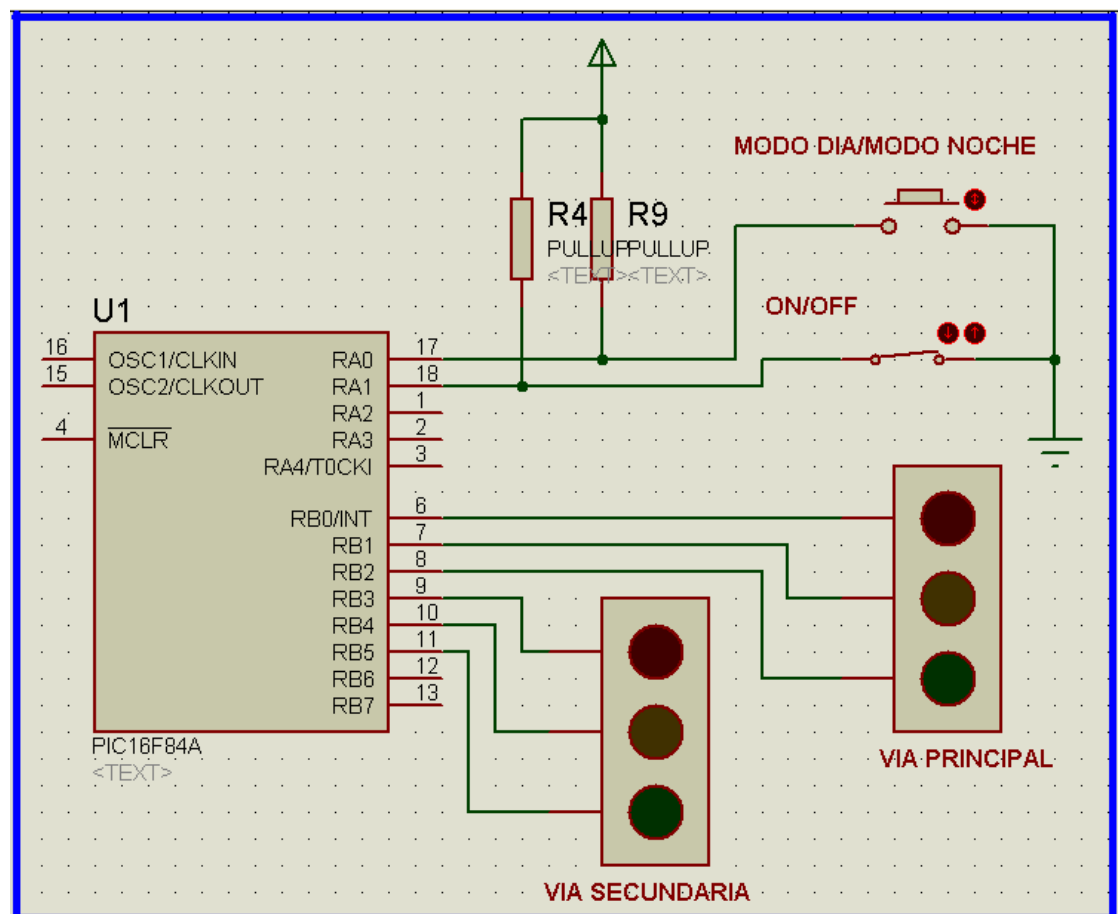 MODO DIA/MODO NOCHE
R4
R9
PULLUP
PULLUP
<TEXT>
<TEXT>
ON/OFF
U1
16
OSC1/CLKIN
15
OSC2/CLKOUT
4
MCLR
RA0
17
RA1
18
RA2
1
RA3
2
RA4/T0CKI
3
RB0/INT
6
RB1
7
RB2
8
RB3
9
RB4
10
RB5
11
RB6
12
RB7
13
PIC16F84A
<TEXT>
VIA PRINCIPAL
VIA SECUNDARIA